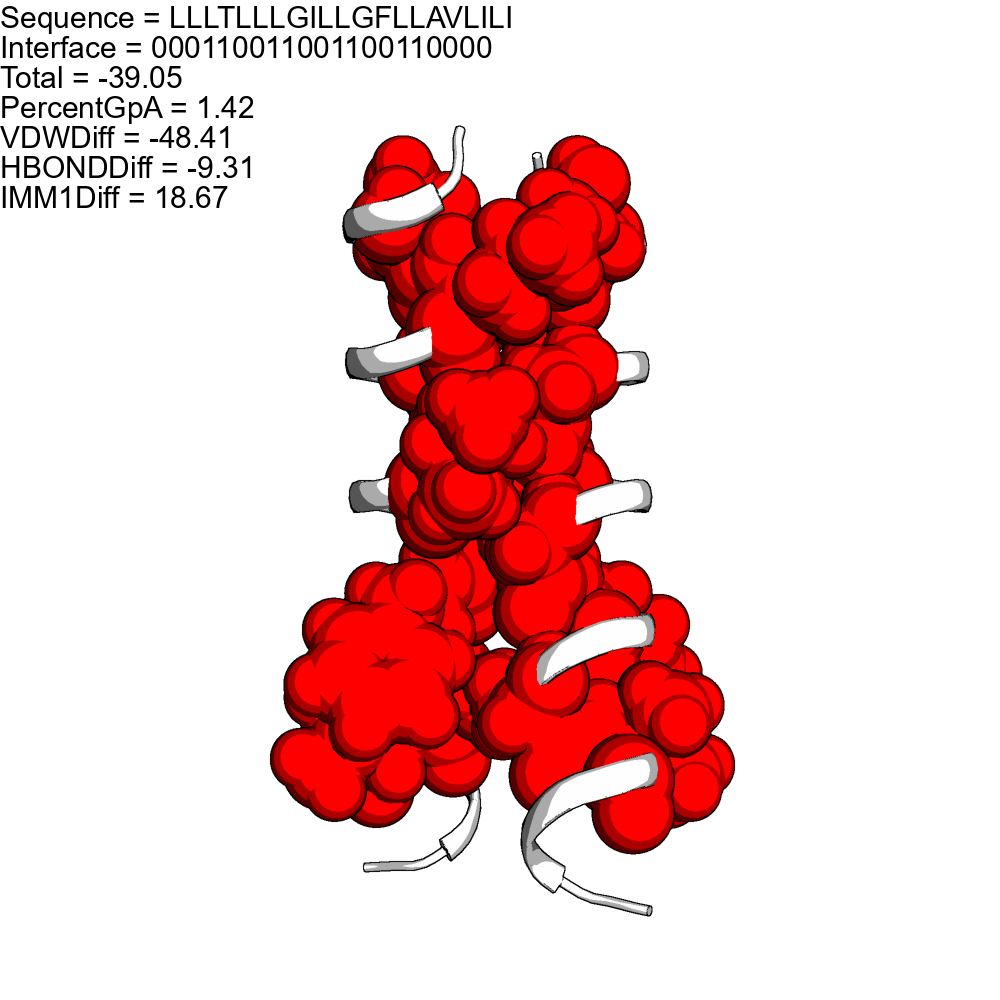 Sequence = LLLTLLLGILLGFLLAVLILI
Interface = 000110011001100110000
Total = -39.05
PercentGpA = 1.42
VDWDiff = -48.41
HBONDDiff = -9.31
IMM1Diff = 18.67